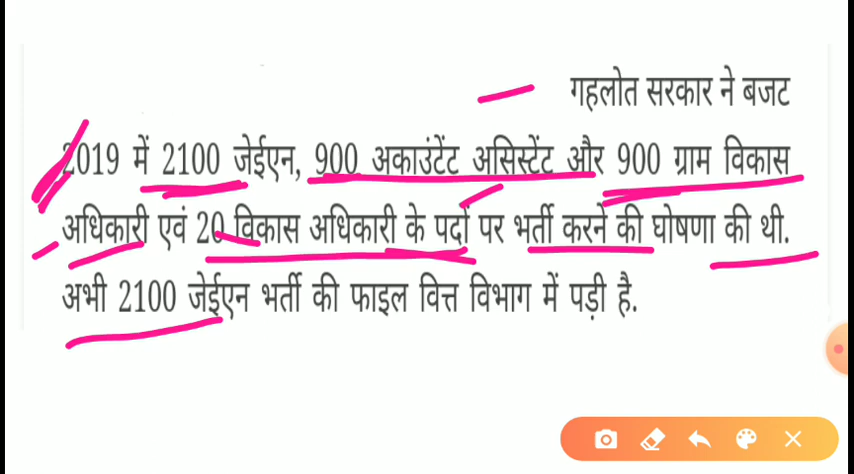 गहलोत सरकार ने बजट
2019 में 2100 जेईएन, 900 अकाउंटेंट असिस्टेंट और 900 ग्राम विकास
अधिकारी एवं 20 विकास अधिकारी के पदों पर भर्ती करने की घोषणा की थी.
अभी 2100 जेईएन भर्ती की फाइल वित्त विभाग में पड़ी है.